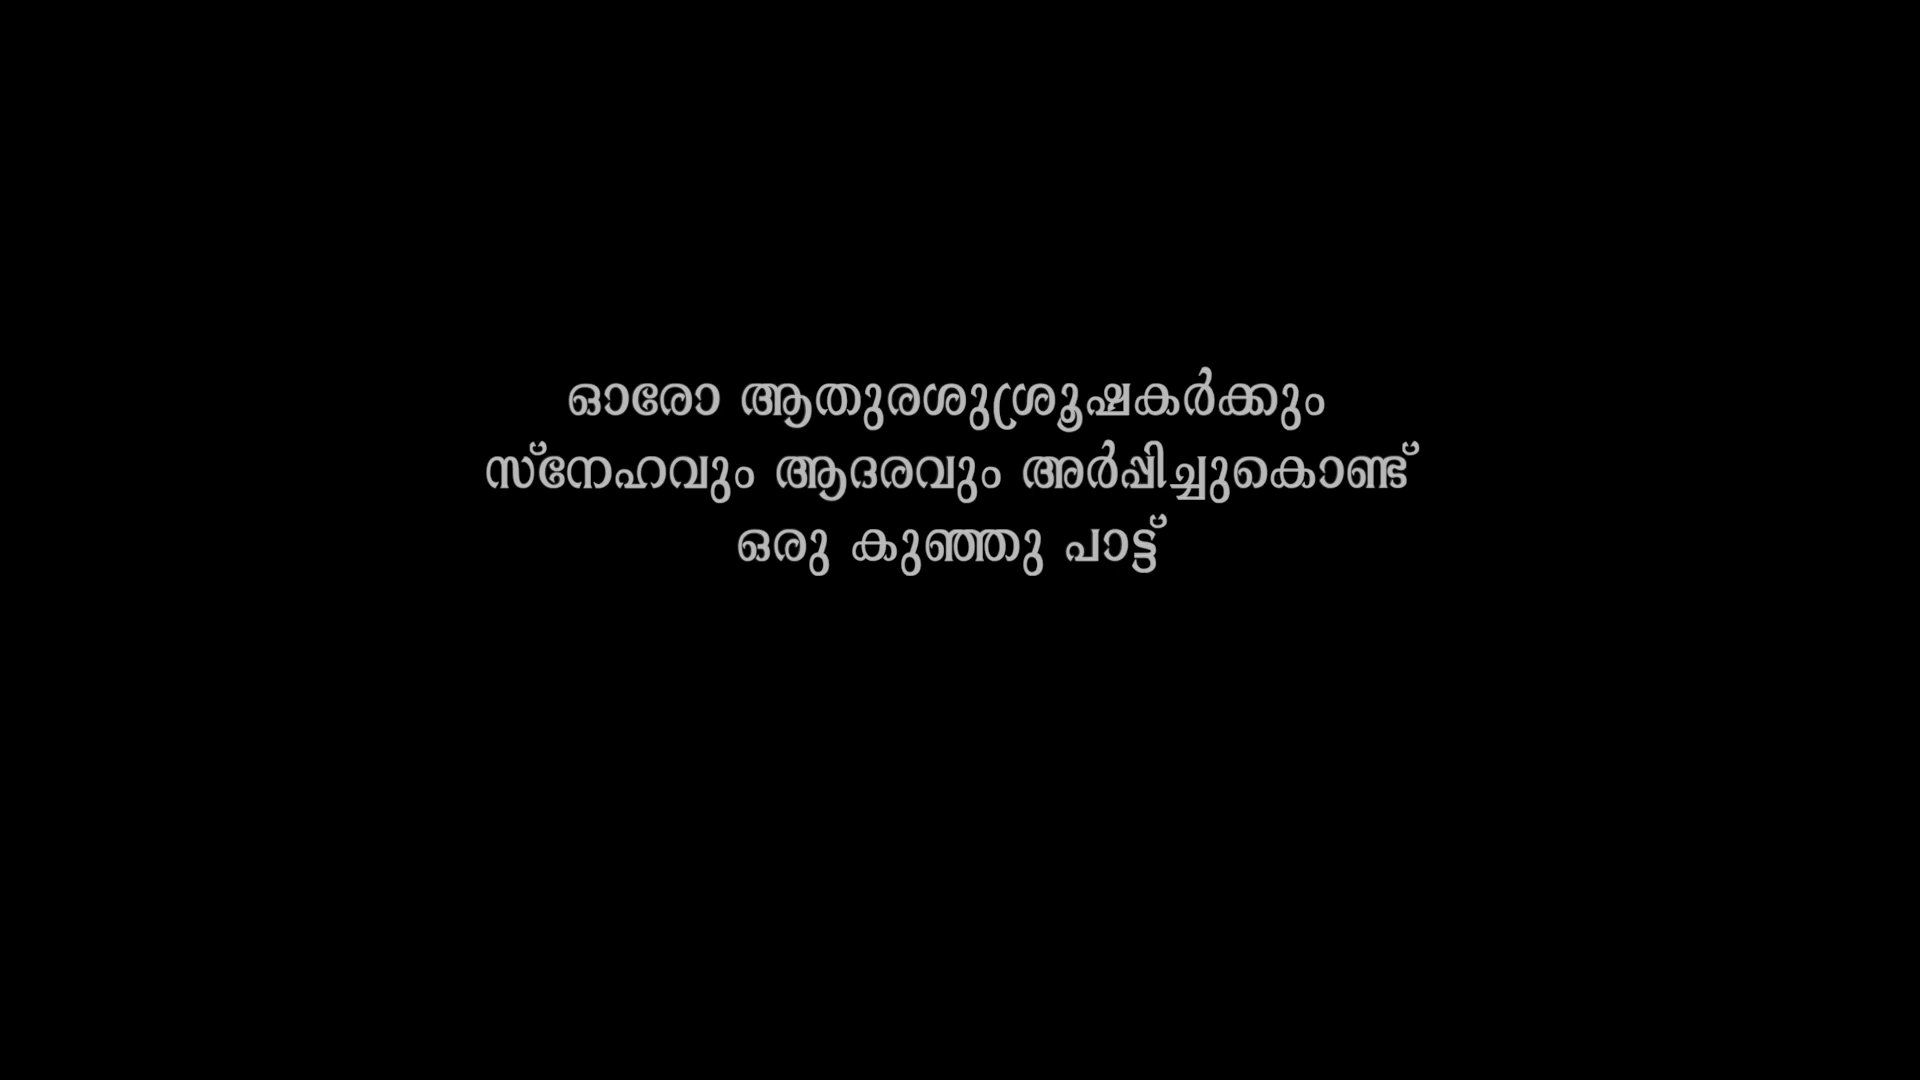 ഓരോ ആതുരശുശ്രൂഷകർക്കും
സ്നേഹവും ആദരവും അർപ്പിച്ചുകൊണ്ട്
ഒരു കുഞ്ഞു പാട്ട്